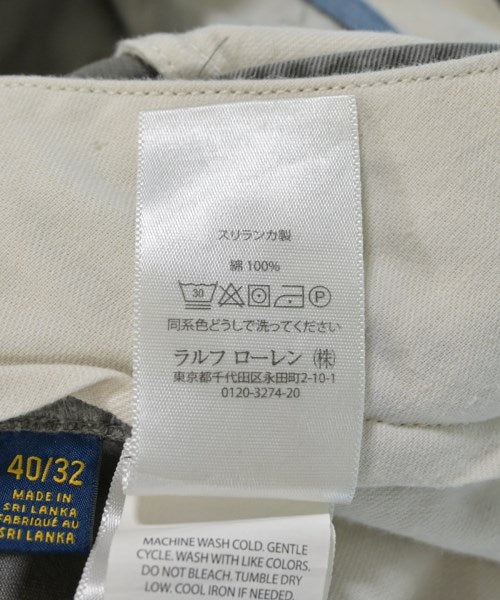 スリランカ製
綿 100%
30
P
同系色どうしで洗ってください
ラルフ ローレン (株)
東京都千代田区永田町2-10-1
0120-3274-20
40/32
MADE IN
SRI LANKA
FABRIQUÉ AU
SRI LANKA
MACHINE WASH COLD. GENTLE
CYCLE. WASH WITH LIKE COLORS.
DO NOT BLEACH. TUMBLE DRY
LOW. COOL IRON IF NEEDED.